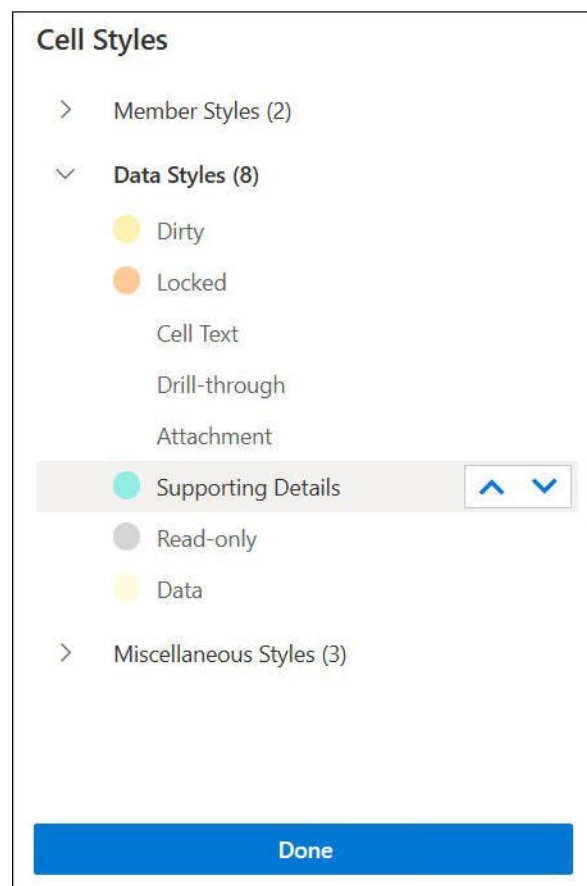 Cell Styles
Member Styles (2)
Data Styles (8)
Dirty
Locked
Cell Text
Drill-through
Attachment
Supporting Details
Read-only
Data
Miscellaneous Styles (3)
Done